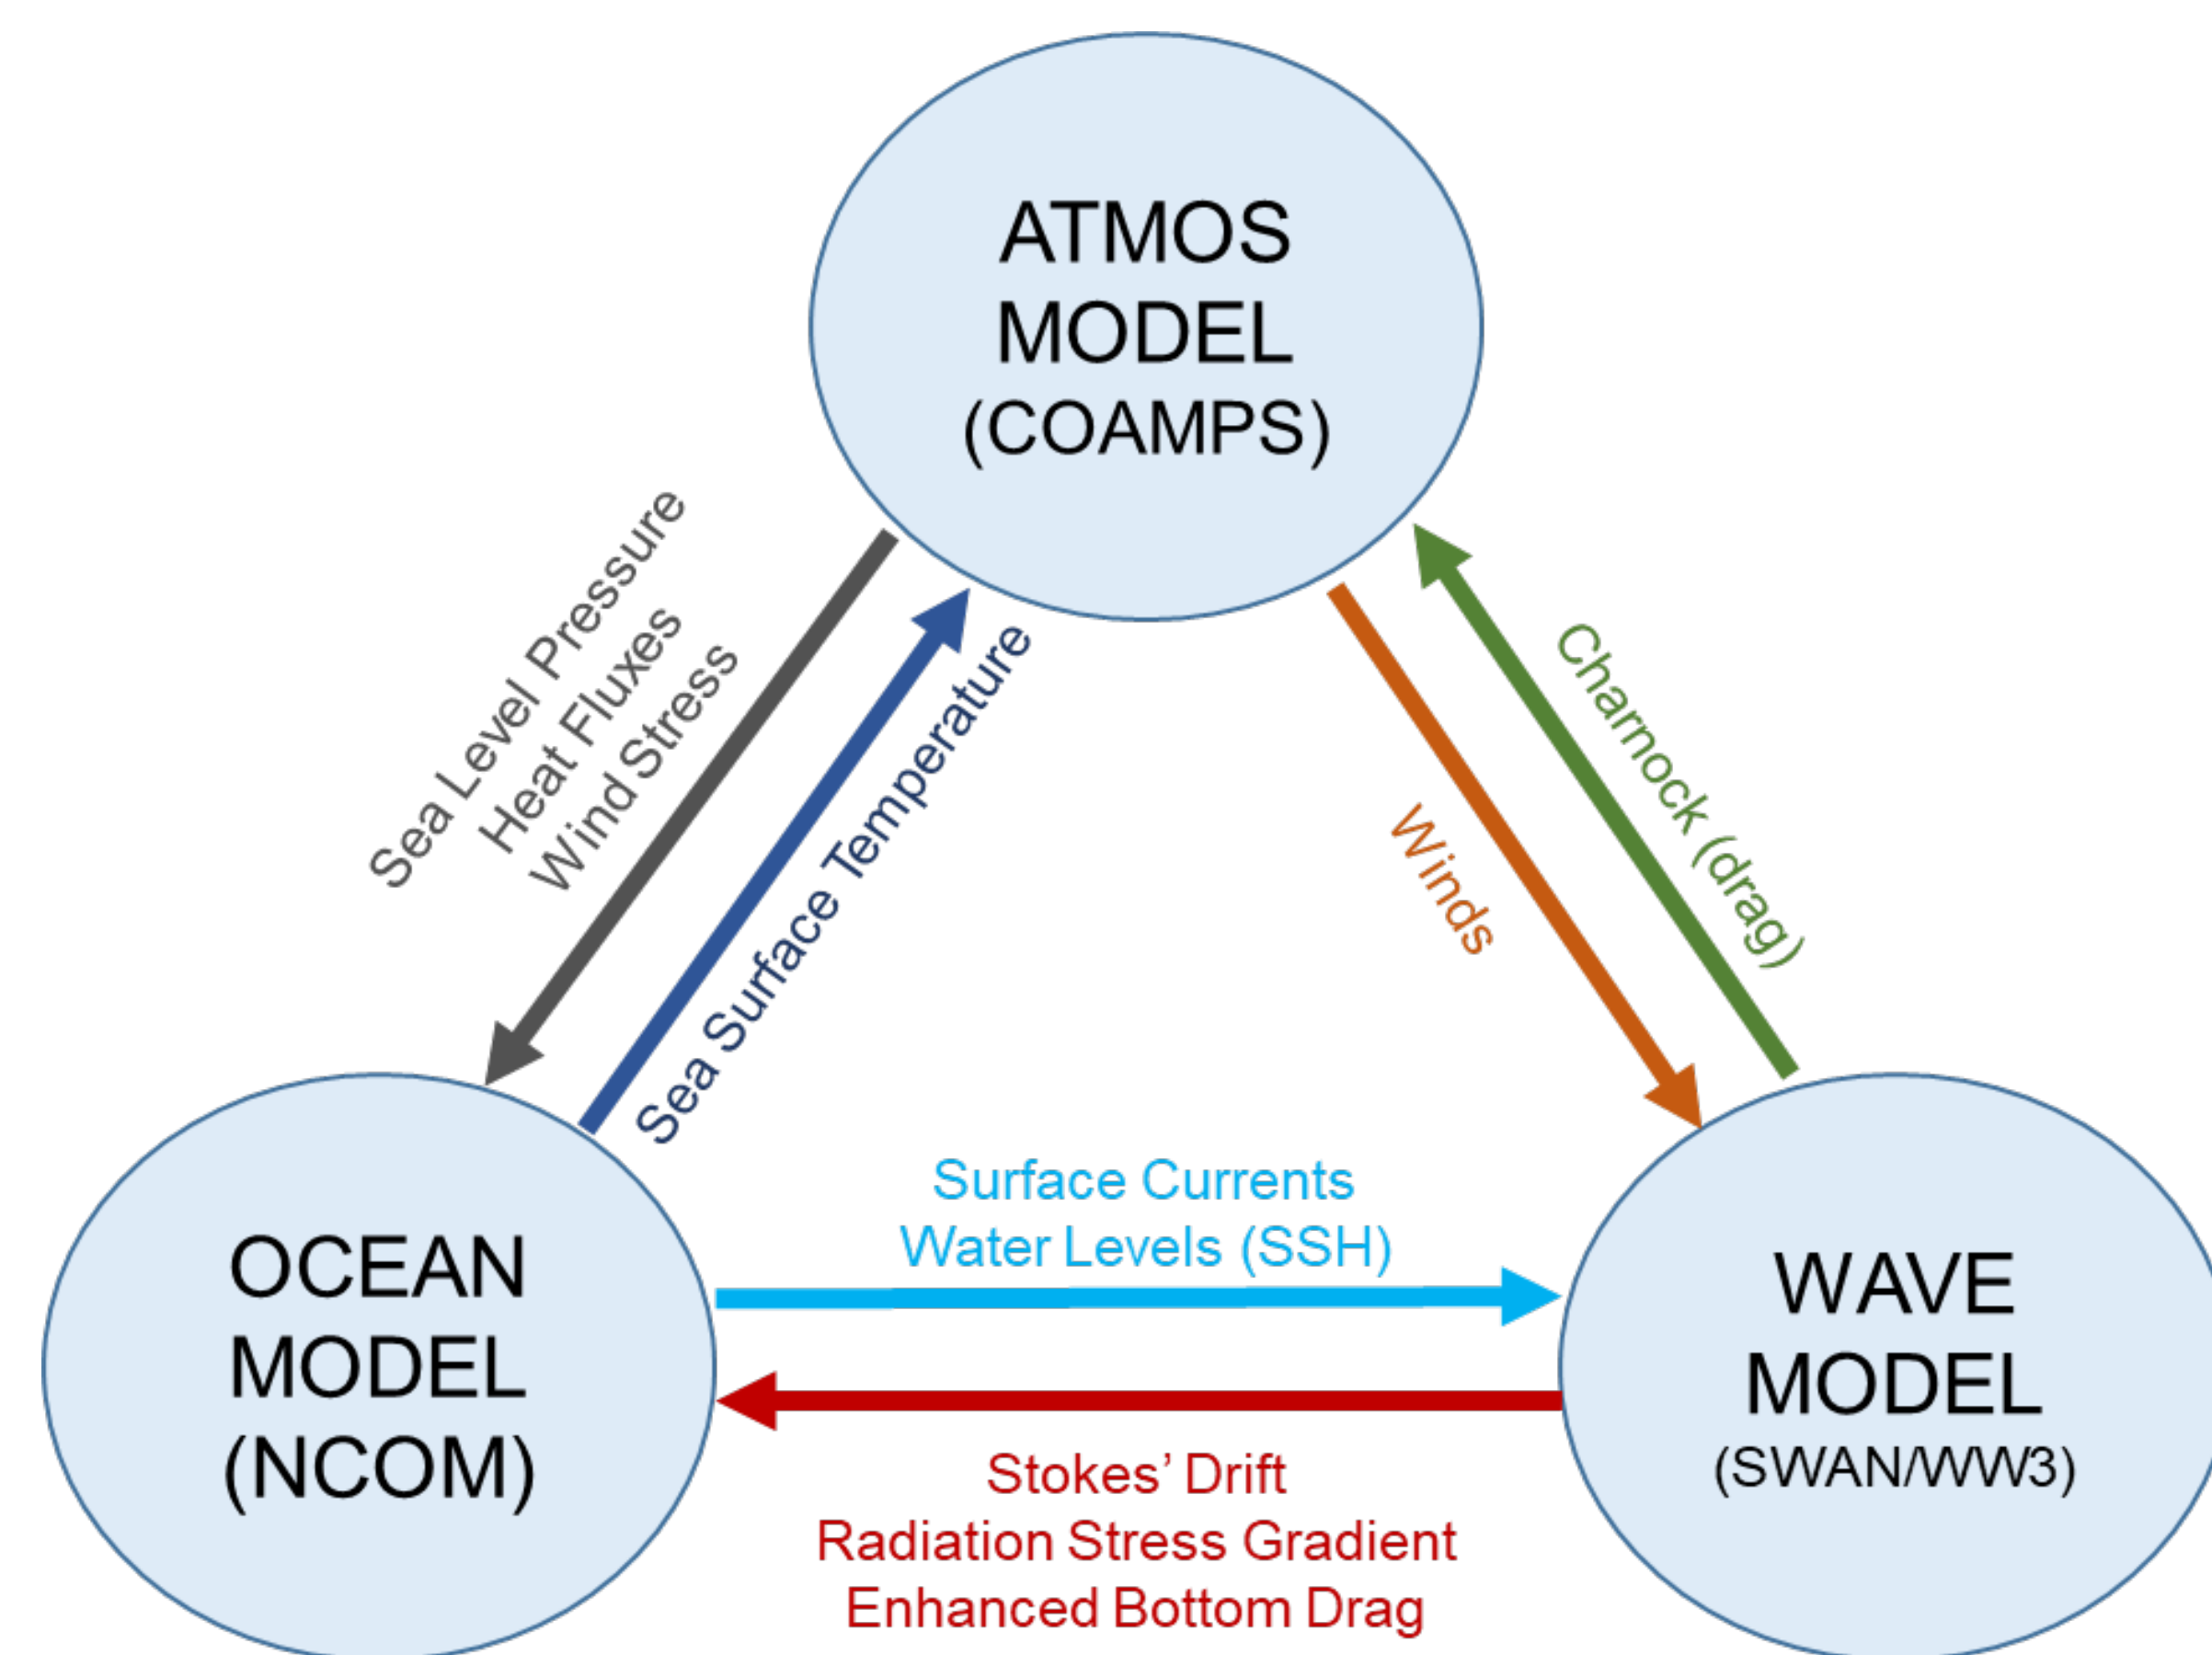 ATMOS
MODEL
(COAMPS)
Sea Level Pressure
Heat Fluxes
Wind Stress
Sea Surface Temperature
Winds
Charnock (drag)
Surface Currents
Water Levels (SSH)
OCEAN
MODEL
(NCOM)
WAVE
MODEL
(SWAN/WW3)
Stokes’ Drift
Radiation Stress Gradient
Enhanced Bottom Drag